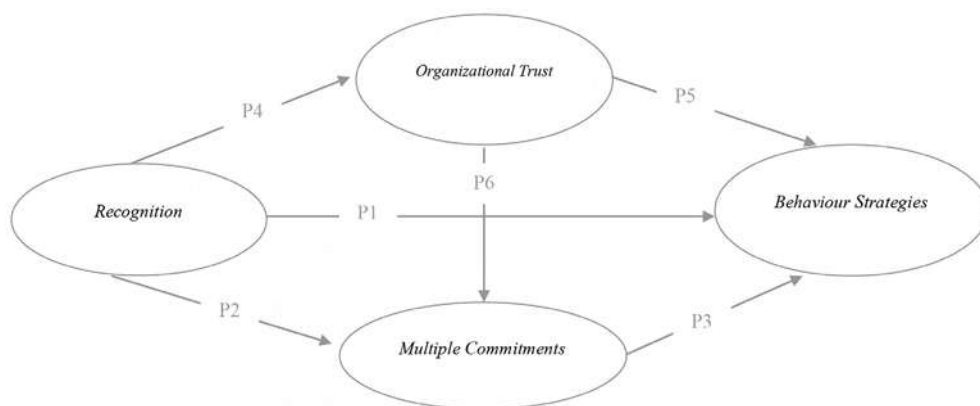 Organizational Trust
P4
P5
P6
Recognition
P1
Behaviour Strategies
P2
P3
Multiple Commitments